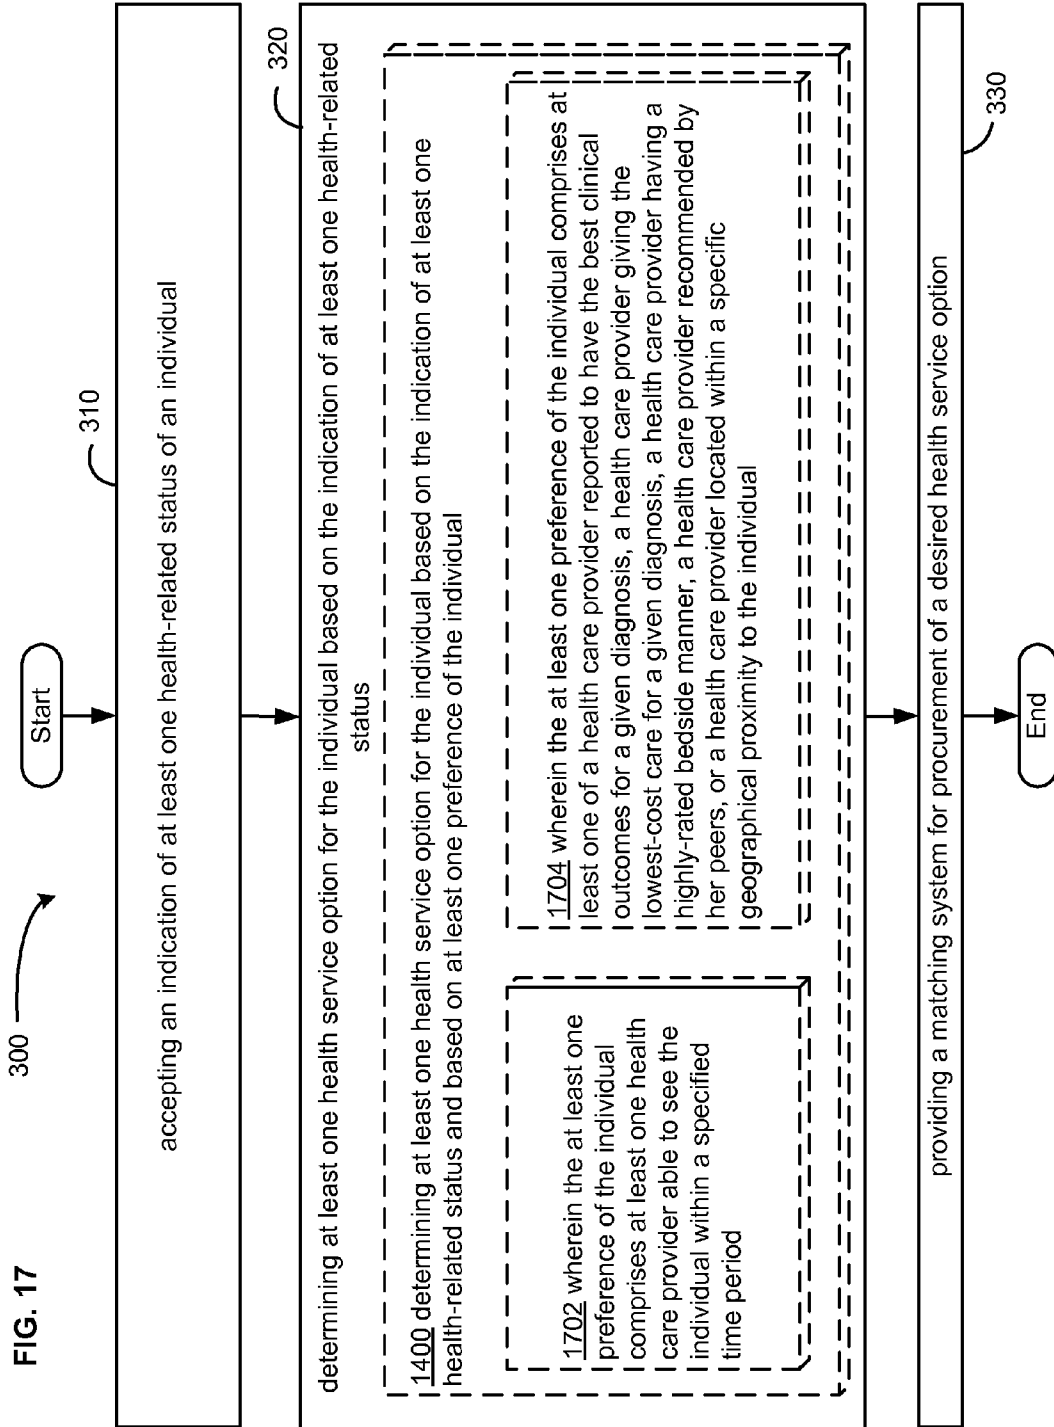 FIG. 17
300
Start
310
accepting an indication of at least one health-related status of an individual
320
determining at least one health service option for the individual based on the indication of at least one health-related
status
1400 determining at least one health service option for the individual based on the indication of at least one
health-related status and based on at least one preference of the individual
1702 wherein the at least one
preference of the individual
comprises at least one health
care provider able to see the
individual within a specified
time period
1704 wherein the at least one preference of the individual comprises at
least one of a health care provider reported to have the best clinical
outcomes for a given diagnosis, a health care provider giving the
lowest-cost care for a given diagnosis, a health care provider having a
highly-rated bedside manner, a health care provider recommended by
her peers, or a health care provider located within a specific
geographical proximity to the individual
330
providing a matching system for procurement of a desired health service option
End